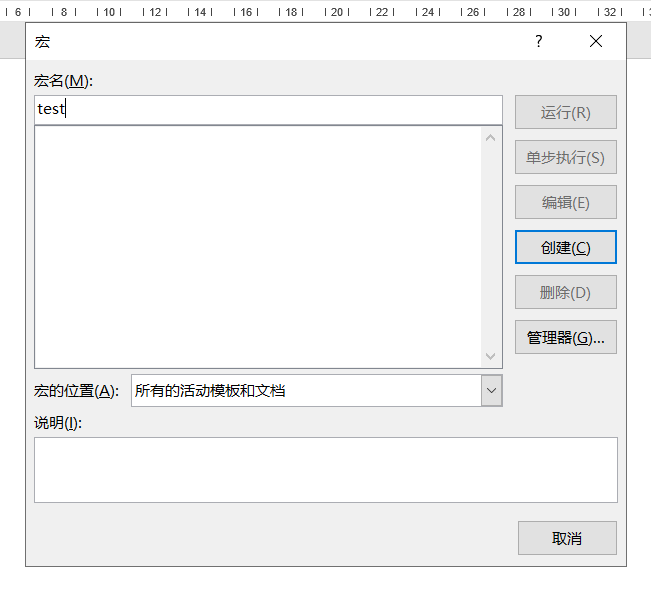 6 8 10 12 14 16 18 20 22 24 26 28 30 32
宏 ?
宏名(M):
test
运行(R)
单步执行(S)
编辑(E)
创建(C)
删除(D)
管理器(G)...
宏的位置(A): 所有的活动模板和文档
说明(I):
取消